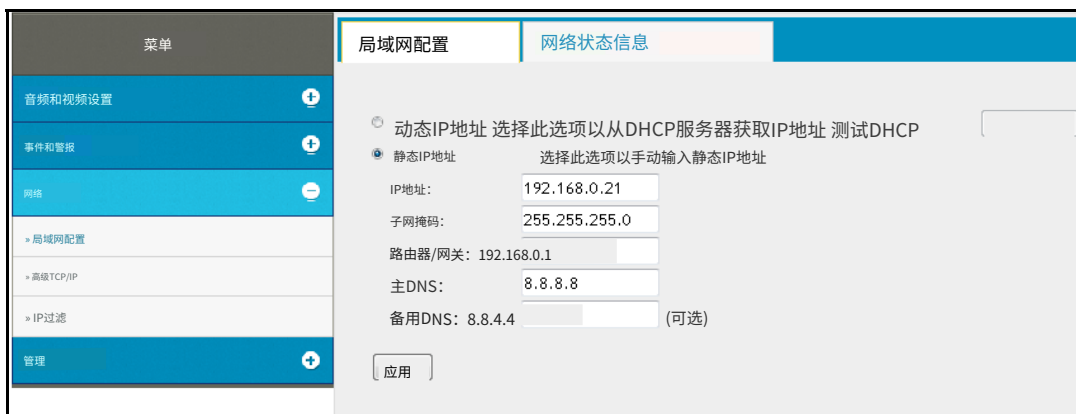 菜单
局域网配置
网络状态信息
音频和视频设置
事件和警报
网络
» 局域网配置
» 高级TCP/IP
» IP过滤
管理
动态IP地址 选择此选项以从DHCP服务器获取IP地址 测试DHCP
静态IP地址 选择此选项以手动输入静态IP地址
IP地址： 192.168.0.21
子网掩码： 255.255.255.0
路由器/网关：192.168.0.1
主DNS： 8.8.8.8
备用DNS：8.8.4.4 (可选)
应用